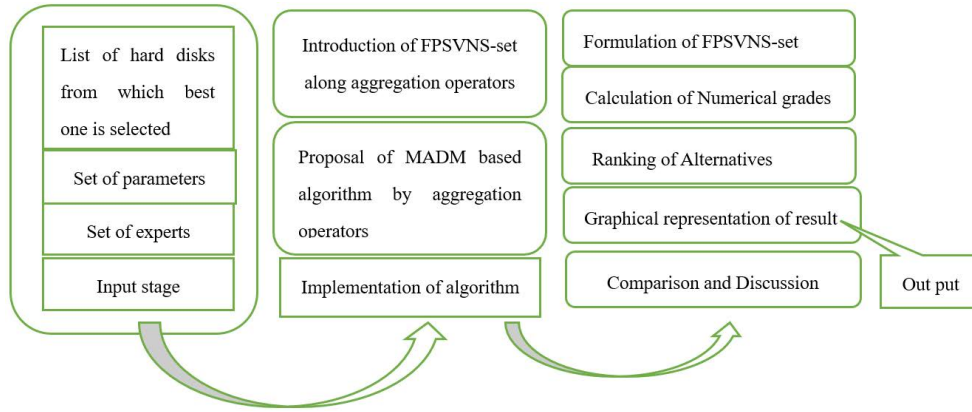 List of hard disks
from which best
one is selected
Set of parameters
Set of experts
Input stage
Introduction of FPSVNS-set
along aggregation operators
Proposal of MADM based
algorithm by aggregation
operators
Implementation of algorithm
Formulation of FPSVNS-set
Calculation of Numerical grades
Ranking of Alternatives
Graphical representation of result
Comparison and Discussion
Out put